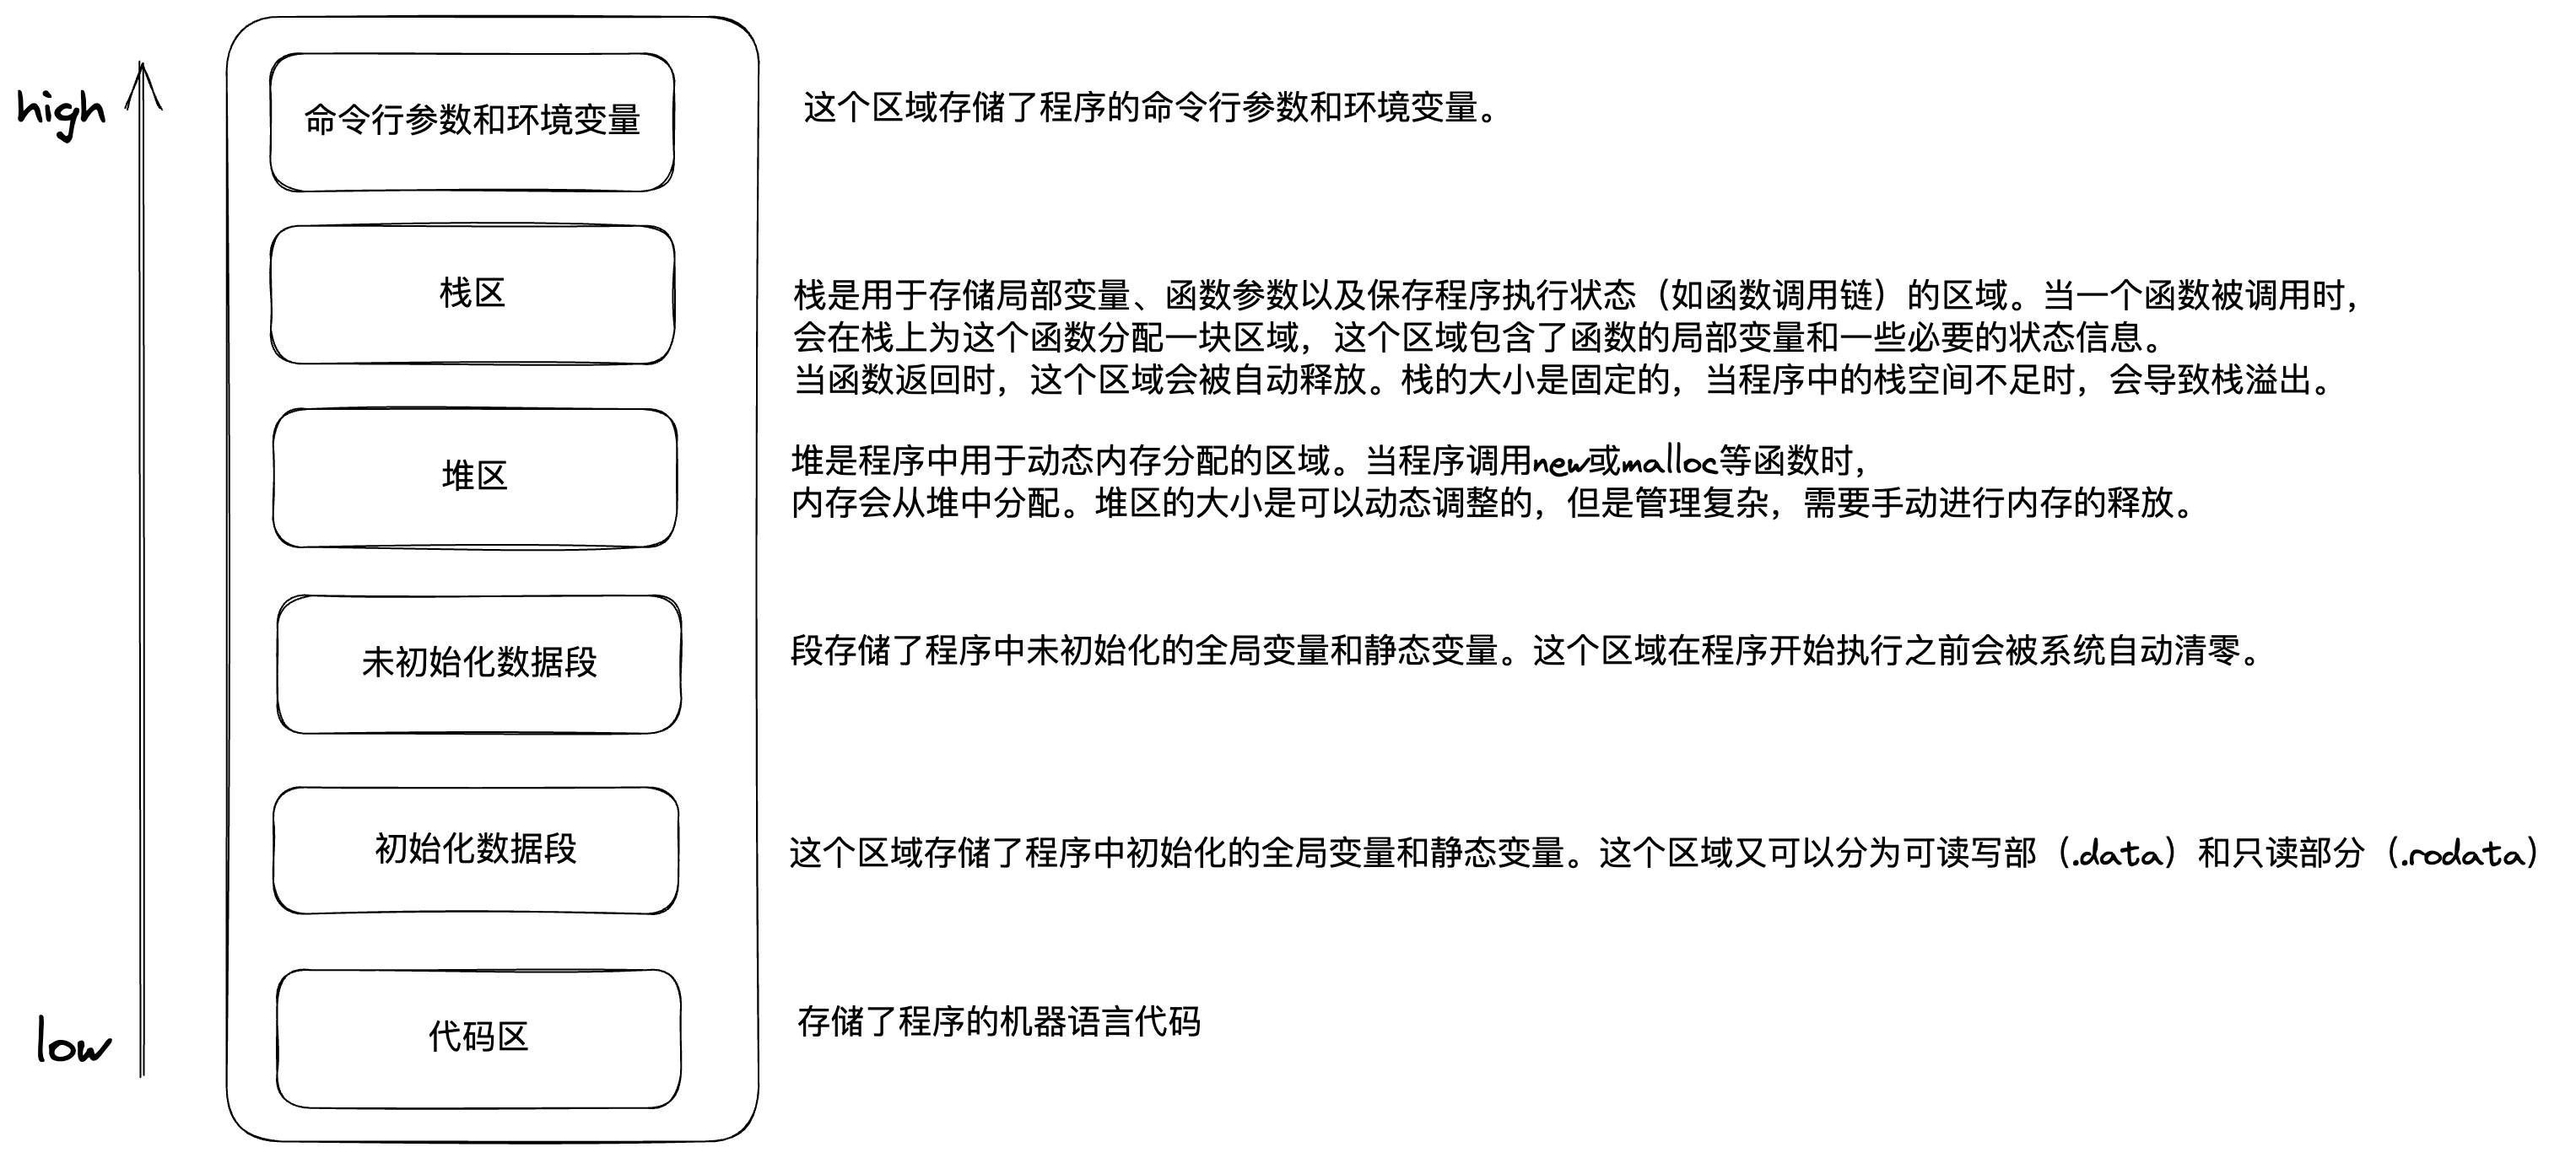 high
命令行参数和环境变量
这个区域存储了程序的命令行参数和环境变量。
栈区
栈是用于存储局部变量、函数参数以及保存程序执行状态（如函数调用链）的区域。当一个函数被调用时，
会在栈上为这个函数分配一块区域，这个区域包含了函数的局部变量和一些必要的状态信息。
当函数返回时，这个区域会被自动释放。栈的大小是固定的，当程序中的栈空间不足时，会导致栈溢出。
堆区
堆是程序中用于动态内存分配的区域。当程序调用new或malloc等函数时，
内存会从堆中分配。堆区的大小是可以动态调整的，但是管理复杂，需要手动进行内存的释放。
未初始化数据段
段存储了程序中未初始化的全局变量和静态变量。这个区域在程序开始执行之前会被系统自动清零。
初始化数据段
这个区域存储了程序中初始化的全局变量和静态变量。这个区域又可以分为可读写部（.data）和只读部分（.rodata）
low
代码区
存储了程序的机器语言代码